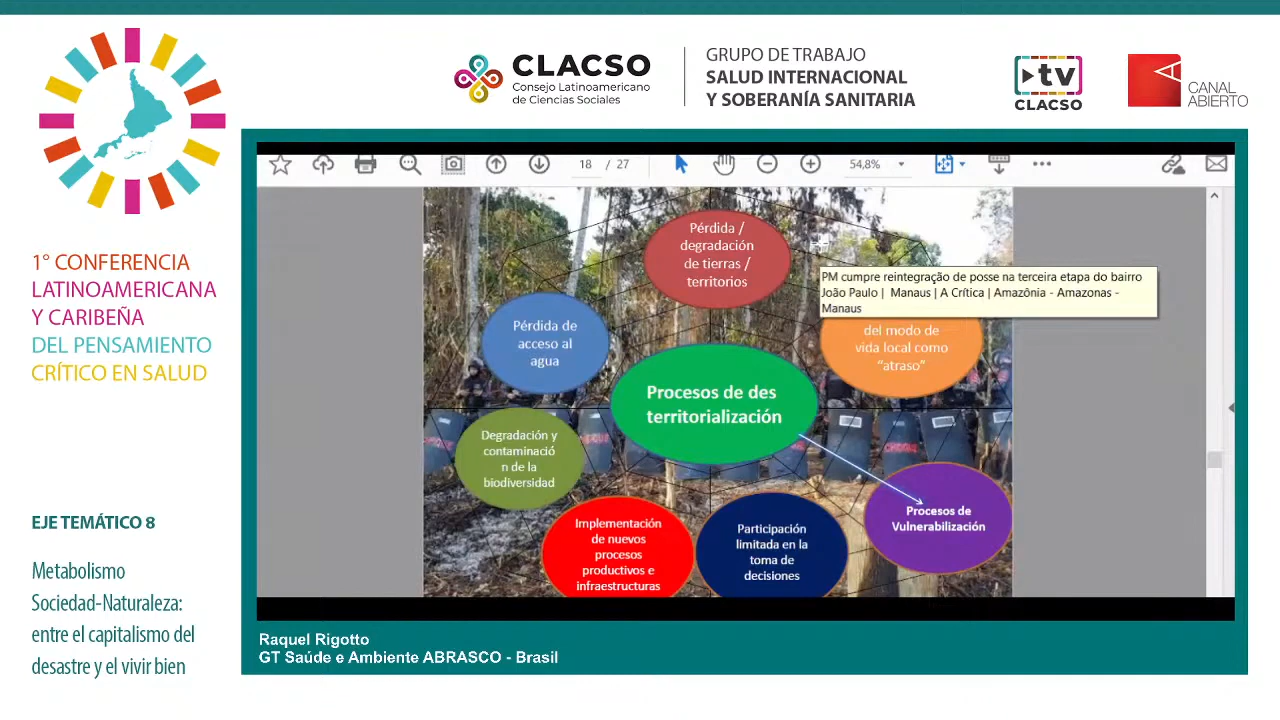 CLACSO
Consejo Latinoamericano
de Ciencias Sociales
GRUPO DE TRABAJO
SALUD INTERNACIONAL
Y SOBERANÍA SANITARIA
tv
CLACSO
CANAL
ABIERTO
1° CONFERENCIA
LATINOAMERICANA
Y CARIBEÑA
DEL PENSAMIENTO
CRÍTICO EN SALUD
EJE TEMÁTICO 8
Metabolismo
Sociedad-Naturaleza:
entre el capitalismo del
desastre y el vivir bien
18 / 27
54,8%
Pérdida /
degradación
de tierras /
territorios
PM cumpre reintegração de posse na terceira etapa do bairro
João Paulo | Manaus | A Crítica | Amazônia - Amazonas -
Manaus
del modo de
vida local como
“atraso”
Pérdida de
acceso al
agua
Procesos de des
territorialización
Degradación y
contaminació
n de la
biodiversidad
Implementación
de nuevos
procesos
productivos e
infraestructuras
Participación
limitada en la
toma de
decisiones
Procesos de
Vulnerabilización
Raquel Rigotto
GT Saúde e Ambiente ABRASCO - Brasil